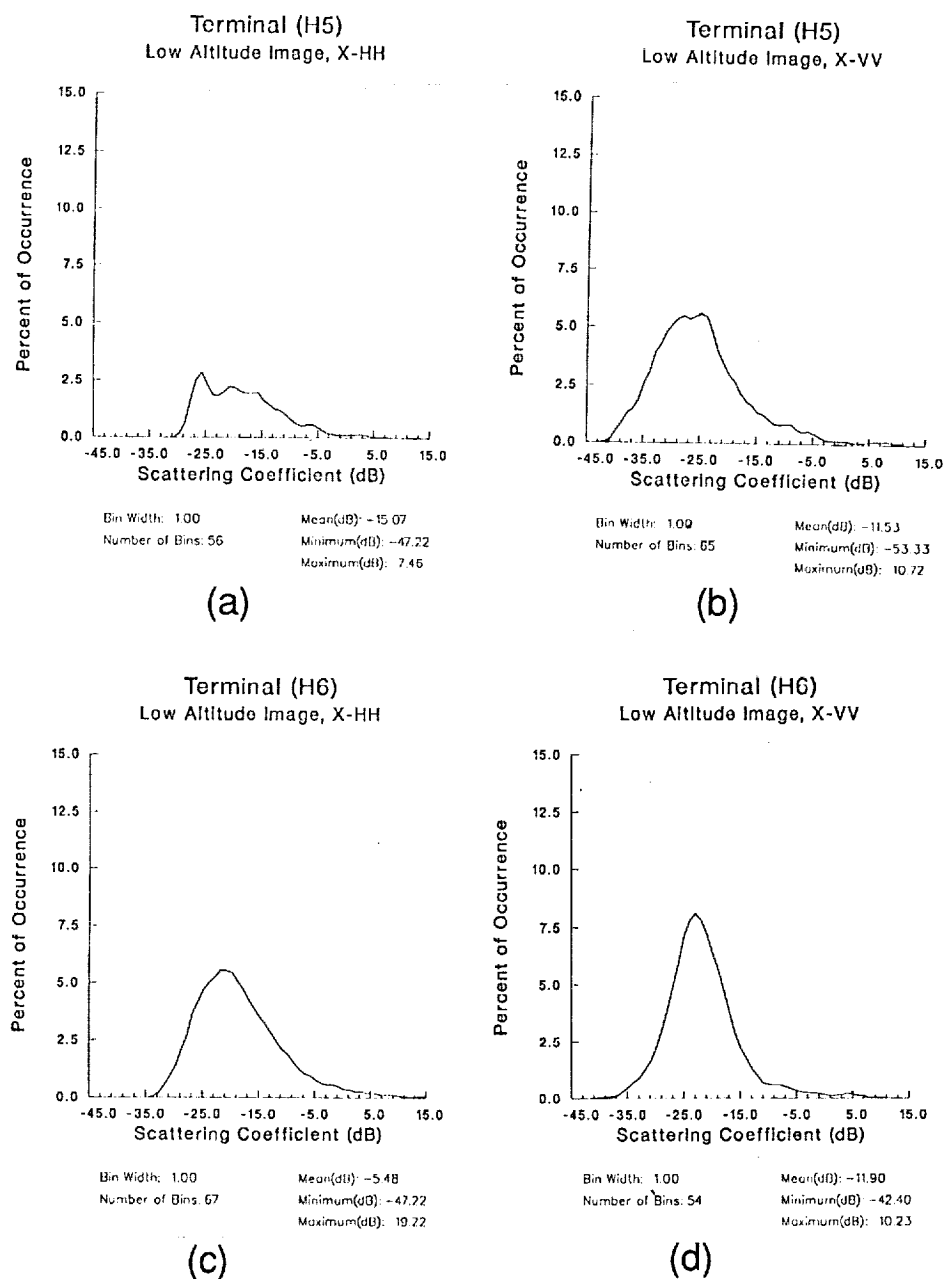 Terminal (H5)
Low Altitude Image, X-HH
15.0
12.5
10.0
7.5
5.0
2.5
0.0
Percent of Occurrence
-45.0 -35.0 -25.0 -15.0 -5.0 5.0 15.0
Scattering Coefficient (dB)
Bin Width: 1.00
Number of Bins: 56
Mean(dB): -15.07
Minimum(dB): -47.22
Maximum(dB): 7.46
(a)
Terminal (H5)
Low Altitude Image, X-VV
15.0
12.5
10.0
7.5
5.0
2.5
0.0
Percent of Occurrence
-45.0 -35.0 -25.0 -15.0 -5.0 5.0 15.0
Scattering Coefficient (dB)
Bin Width: 1.00
Number of Bins: 65
Mean(dB): -11.53
Minimum(dB): -53.33
Maximum(dB): 10.72
(b)
Terminal (H6)
Low Altitude Image, X-HH
15.0
12.5
10.0
7.5
5.0
2.5
0.0
Percent of Occurrence
-45.0 -35.0 -25.0 -15.0 -5.0 5.0 15.0
Scattering Coefficient (dB)
Bin Width: 1.00
Number of Bins: 67
Mean(dB): -5.48
Minimum(dB): -47.22
Maximum(dB): 19.22
(c)
Terminal (H6)
Low Altitude Image, X-VV
15.0
12.5
10.0
7.5
5.0
2.5
0.0
Percent of Occurrence
-45.0 -35.0 -25.0 -15.0 -5.0 5.0 15.0
Scattering Coefficient (dB)
Bin Width: 1.00
Number of Bins: 54
Mean(dB): -11.90
Minimum(dB): -42.40
Maximum(dB): 10.23
(d)